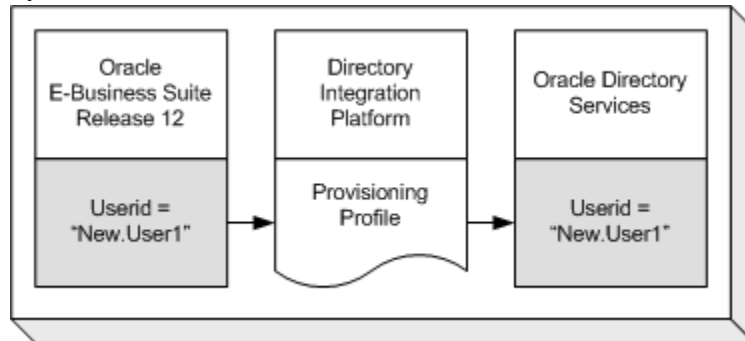 Oracle
E-Business Suite
Release 12
Directory
Integration
Platform
Oracle Directory
Services
Userid =
“New.User1”
Provisioning
Profile
Userid =
“New.User1”